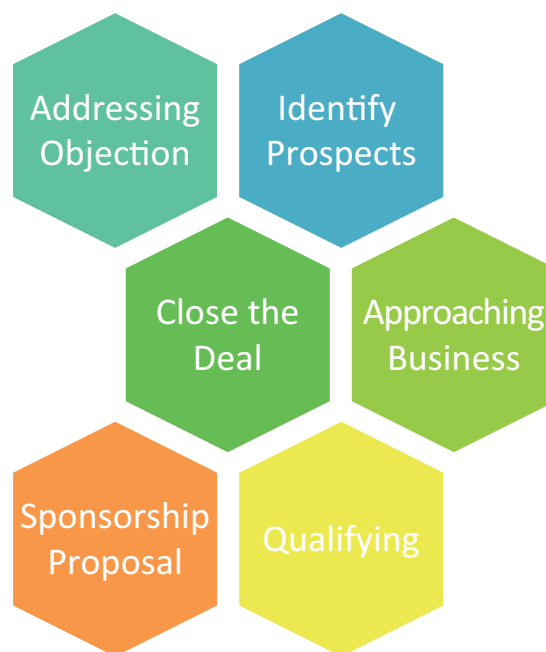 Addressing
Objection
Identify
Prospects
Close the
Deal
Approaching
Business
Sponsorship
Proposal
Qualifying